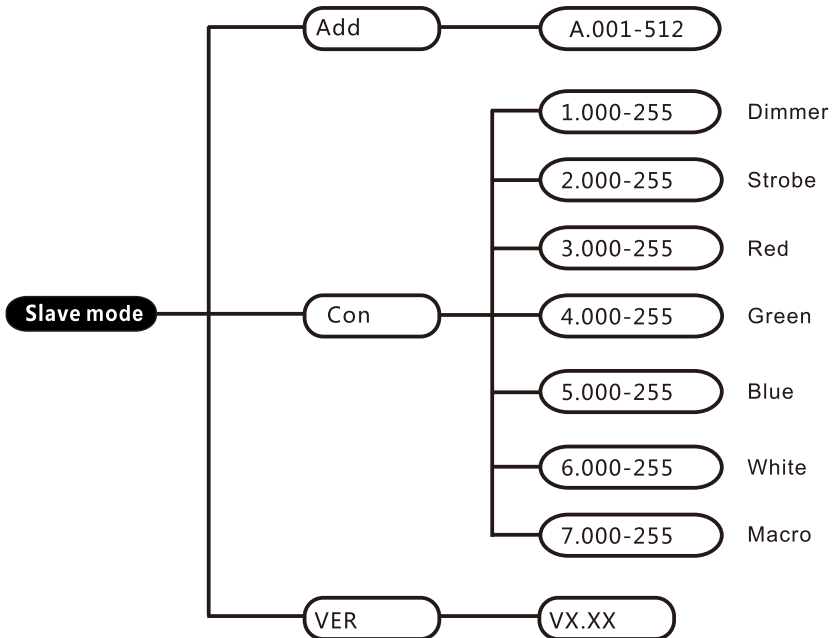 Add A.001-512
1.000-255 Dimmer
2.000-255 Strobe
3.000-255 Red
Slave mode Con 4.000-255 Green
5.000-255 Blue
6.000-255 White
7.000-255 Macro
VER VX.XX